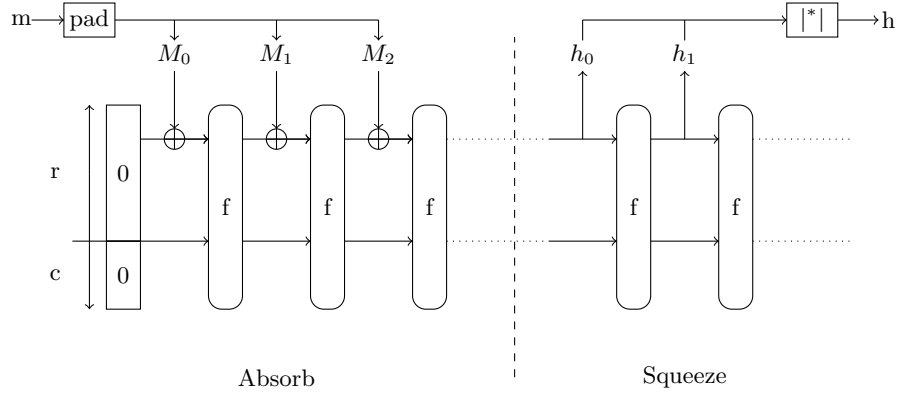 m pad |*| h
M₀ M₁ M₂ h₀ h₁
r 0
f f f f f
c 0
Absorb Squeeze